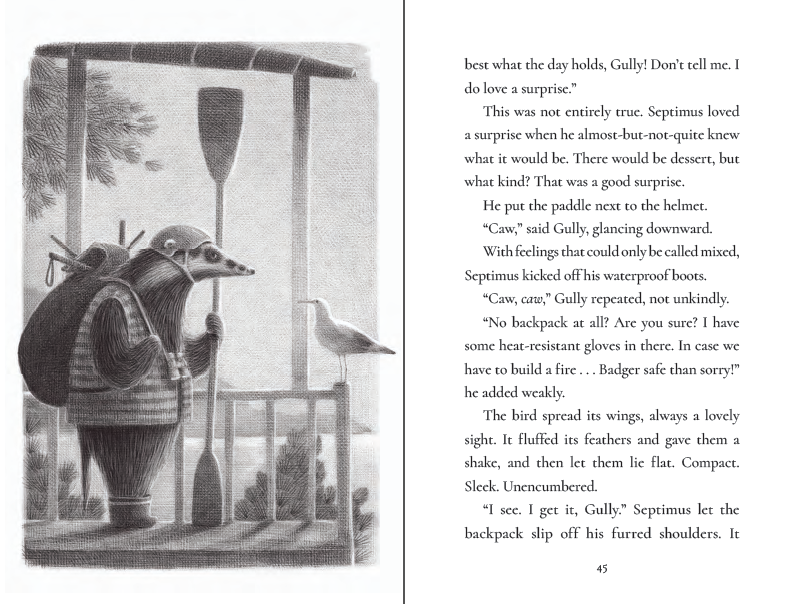 best what the day holds, Gully! Don’t tell me. I
do love a surprise.”
This was not entirely true. Septimus loved
a surprise when he almost-but-not-quite knew
what it would be. There would be dessert, but
what kind? That was a good surprise.
He put the paddle next to the helmet.
“Caw,” said Gully, glancing downward.
With feelings that could only be called mixed,
Septimus kicked off his waterproof boots.
“Caw, caw,” Gully repeated, not unkindly.
“No backpack at all? Are you sure? I have
some heat-resistant gloves in there. In case we
have to build a fire . . . Badger safe than sorry!”
he added weakly.
The bird spread its wings, always a lovely
sight. It fluffed its feathers and gave them a
shake, and then let them lie flat. Compact.
Sleek. Unencumbered.
“I see. I get it, Gully.” Septimus let the
backpack slip off his furred shoulders. It
45